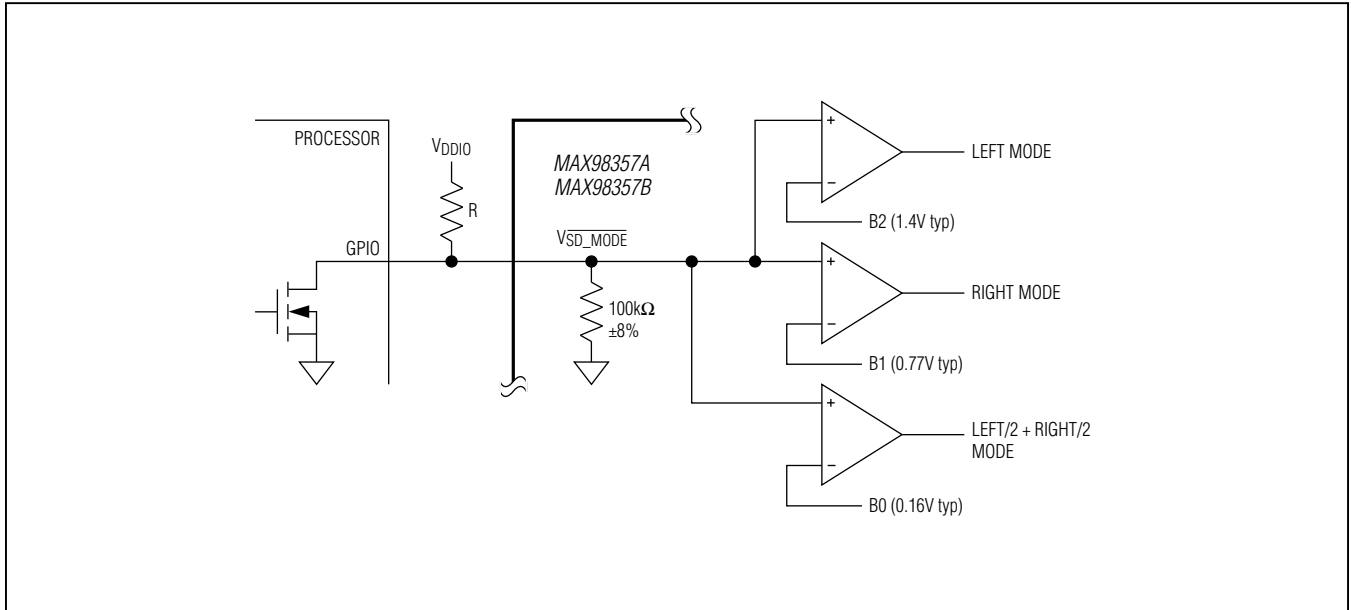 PROCESSOR
VDDIO
R
GPIO
MAX98357A
MAX98357B
VSD_MODE
100kΩ
±8%
+
−
LEFT MODE
B2 (1.4V typ)
+
−
RIGHT MODE
B1 (0.77V typ)
+
−
LEFT/2 + RIGHT/2
MODE
B0 (0.16V typ)